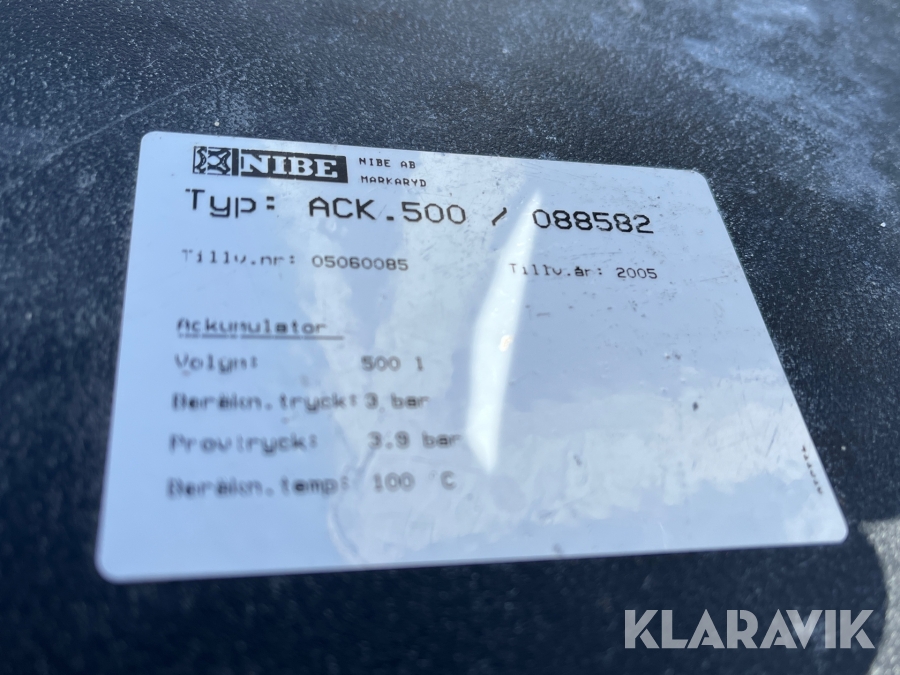 NIBE NIBE AB
MARKARYD
Typ: ACK.500 / 088582
Tillv.nr: 05060085 Tillv.år: 2005
Ackumulator
Volym: 500 l
Beräkn.tryck: 3 bar
Provtryck: 3.9 bar
Beräkn.temp: 100 °C
KLARAVIK